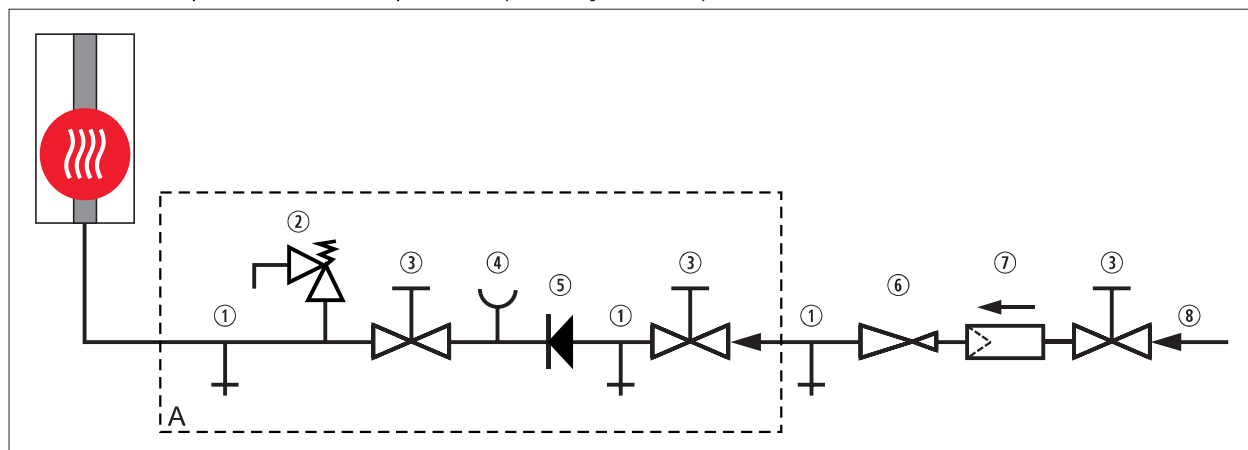 ②
③ ④ ③ ⑦ ③
⑤ ⑥
① ① ① ⑧
A